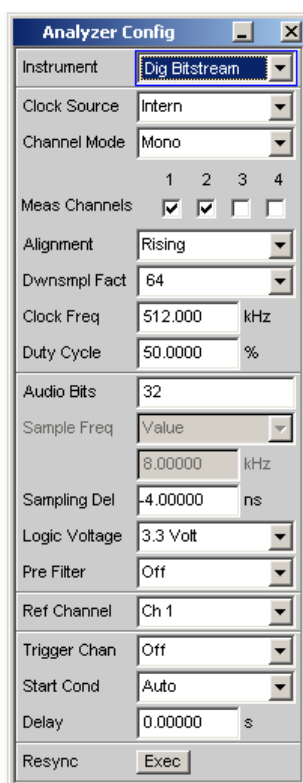 Analyzer Config
Instrument Dig Bitstream
Clock Source Intern
Channel Mode Mono
1 2 3 4
Meas Channels
Alignment Rising
Dwnsmpl Fact 64
Clock Freq 512.000 kHz
Duty Cycle 50.0000 %
Audio Bits 32
Sample Freq Value
8.00000 kHz
Sampling Del -4.00000 ns
Logic Voltage 3.3 Volt
Pre Filter Off
Ref Channel Ch 1
Trigger Chan Off
Start Cond Auto
Delay 0.00000 s
Resync Exec